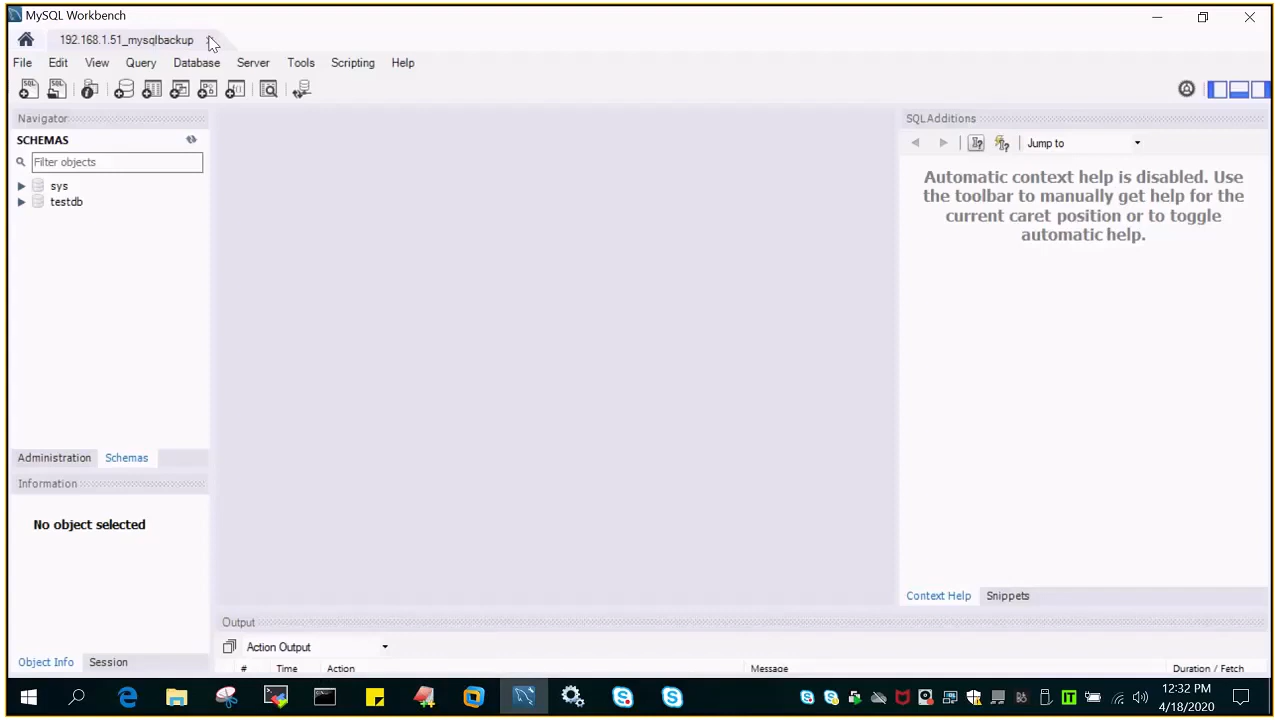 MySQL Workbench
192.168.1.51_mysqlbackup
File Edit View Query Database Server Tools Scripting Help
Navigator
SCHEMAS
Filter objects
sys
testdb
Administration Schemas
Information
No object selected
Object Info Session
SQL SQL
Output
Action Output
# Time Action Message Duration / Fetch
SQLAdditions
Jump to
Automatic context help is disabled. Use
the toolbar to manually get help for the
current caret position or to toggle
automatic help.
Context Help Snippets
12:32 PM
4/18/2020